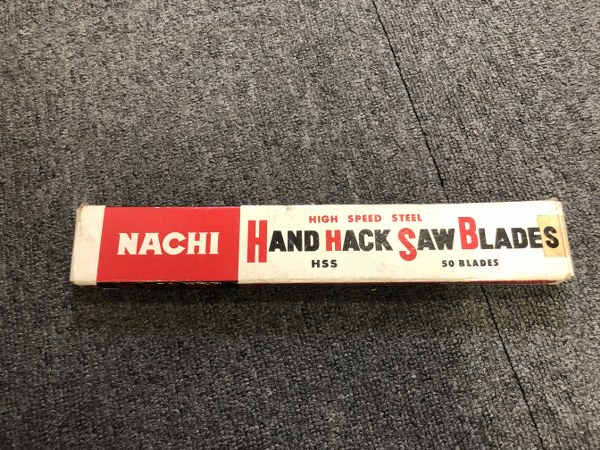 NACHI
HIGH SPEED STEEL
HAND HACK SAW BLADES
HSS
50 BLADES